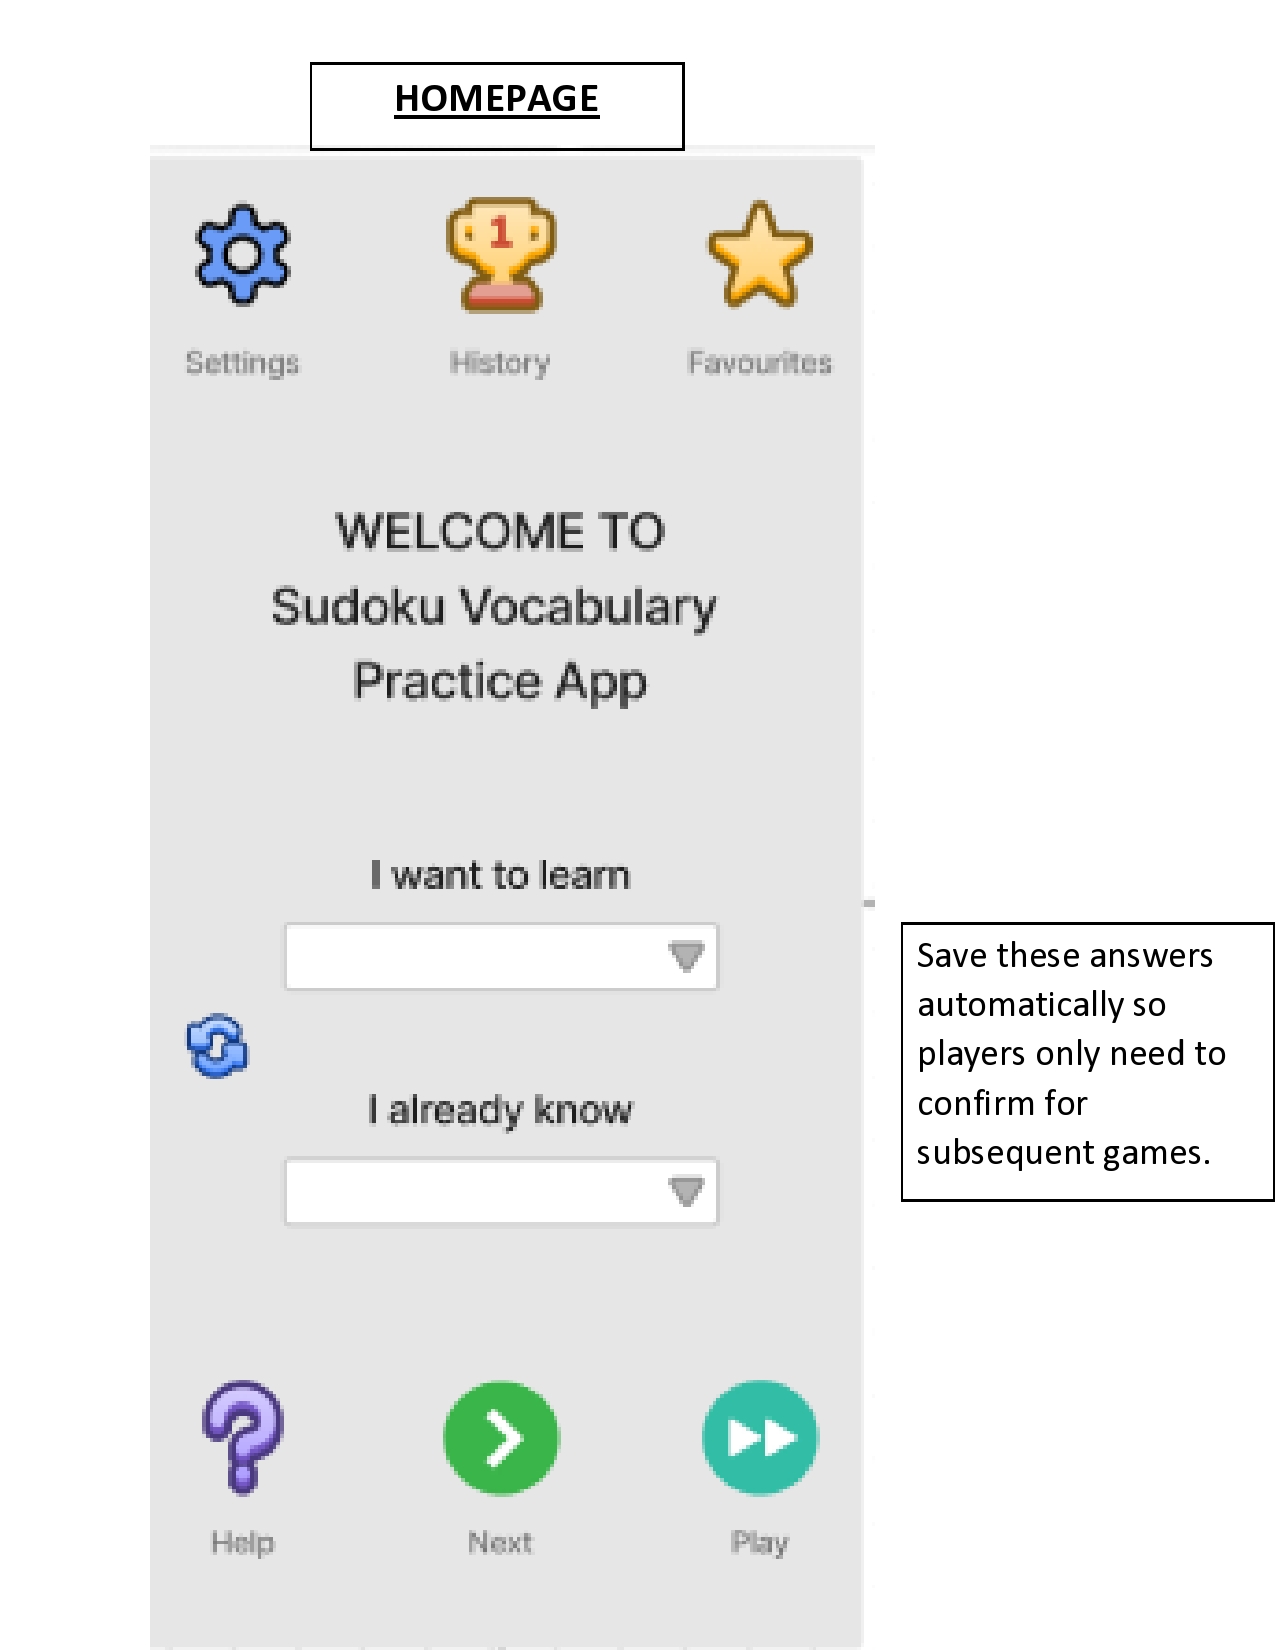 HOMEPAGE
1
Settings
History
Favourites
WELCOME TO
Sudoku Vocabulary
Practice App
I want to learn
I already know
Save these answers
automatically so
players only need to
confirm for
subsequent games.
Help
Next
Play